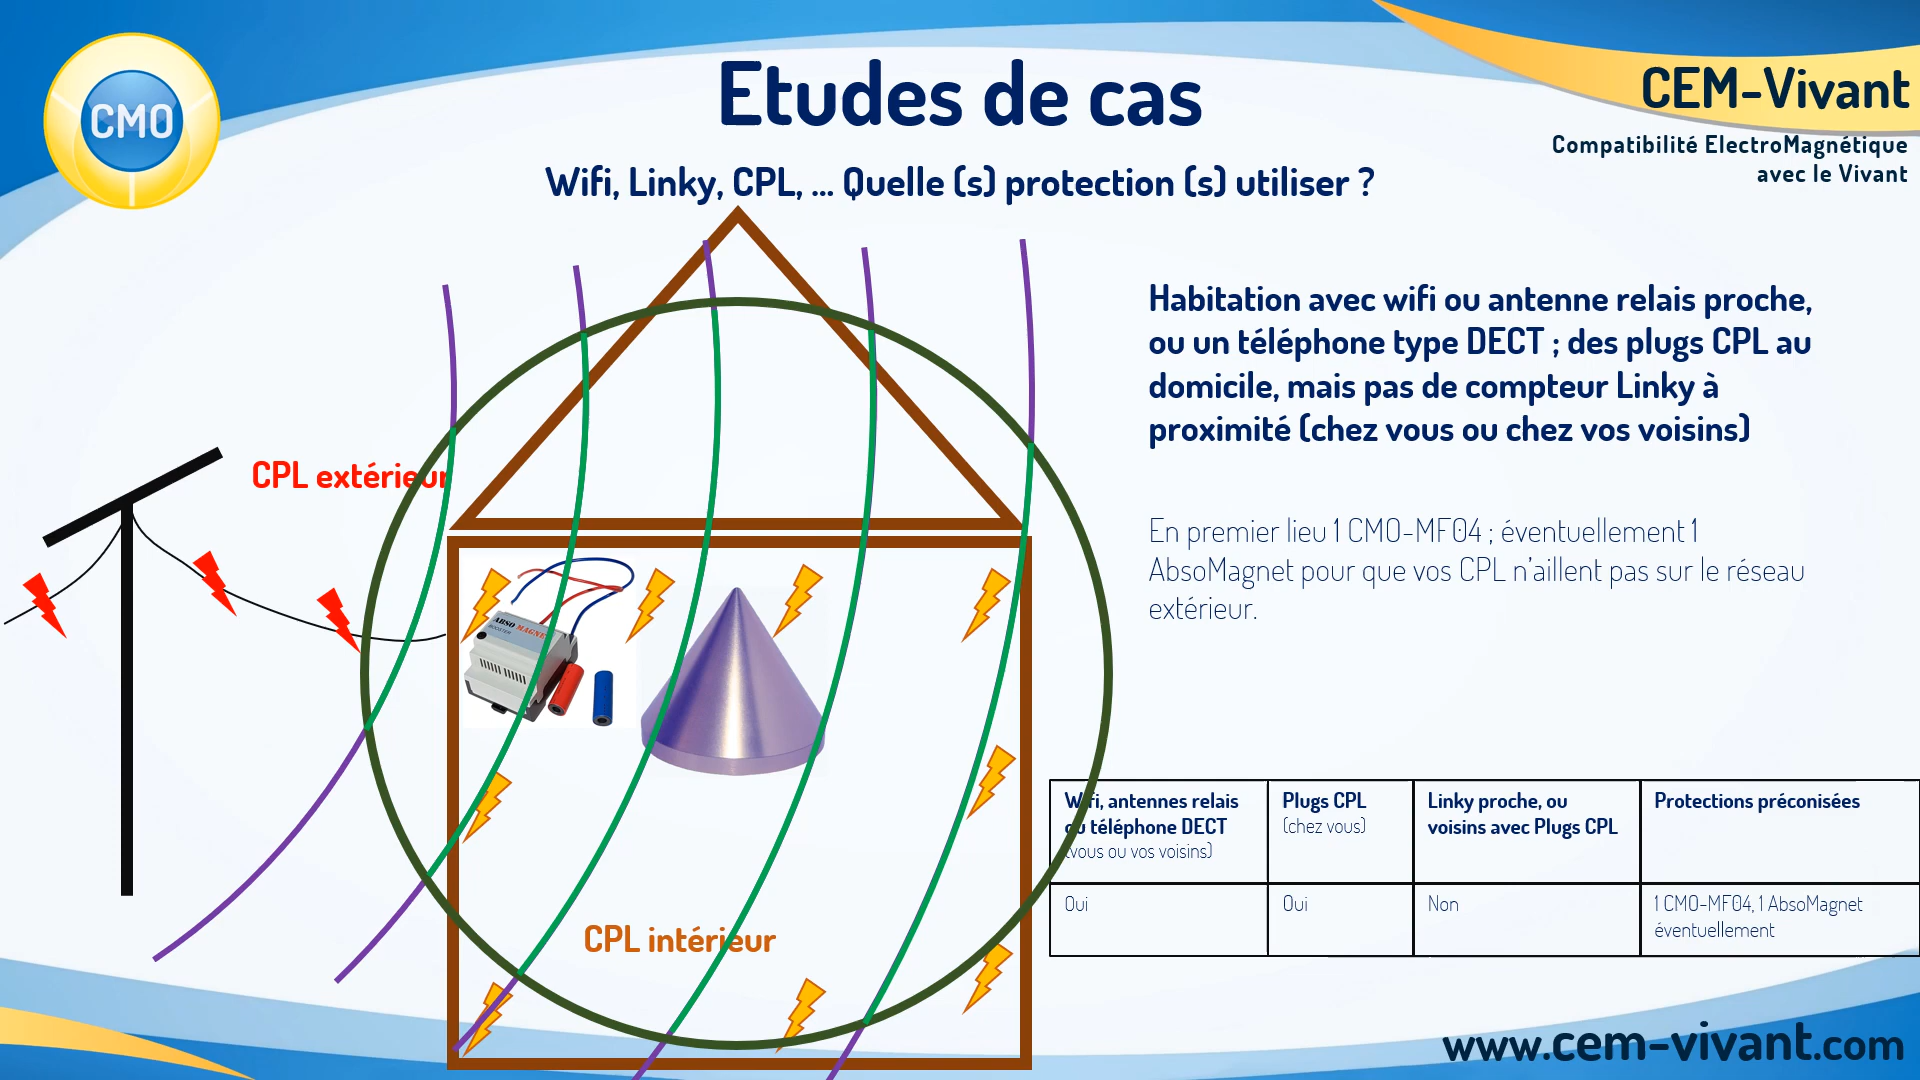 CMO
Etudes de cas
CEM-Vivant
Compatibilité ElectroMagnétique
avec le Vivant
Wifi, Linky, CPL, ... Quelle (s) protection (s) utiliser ?
Habitation avec wifi ou antenne relais proche,
ou un téléphone type DECT ; des plugs CPL au
domicile, mais pas de compteur Linky à
proximité (chez vous ou chez vos voisins)
CPL extérieur
En premier lieu 1 CMO-MF04 ; éventuellement 1
AbsoMagnet pour que vos CPL n’aillent pas sur le réseau
extérieur.
ABSO MAGNET
BOOSTER
Wifi, antennes relais
ou téléphone DECT
(vous ou vos voisins)
Plugs CPL
(chez vous)
Linky proche, ou
voisins avec Plugs CPL
Protections préconisées
Oui
Oui
Non
1 CMO-MF04, 1 AbsoMagnet
éventuellement
CPL intérieur
www.cem-vivant.com